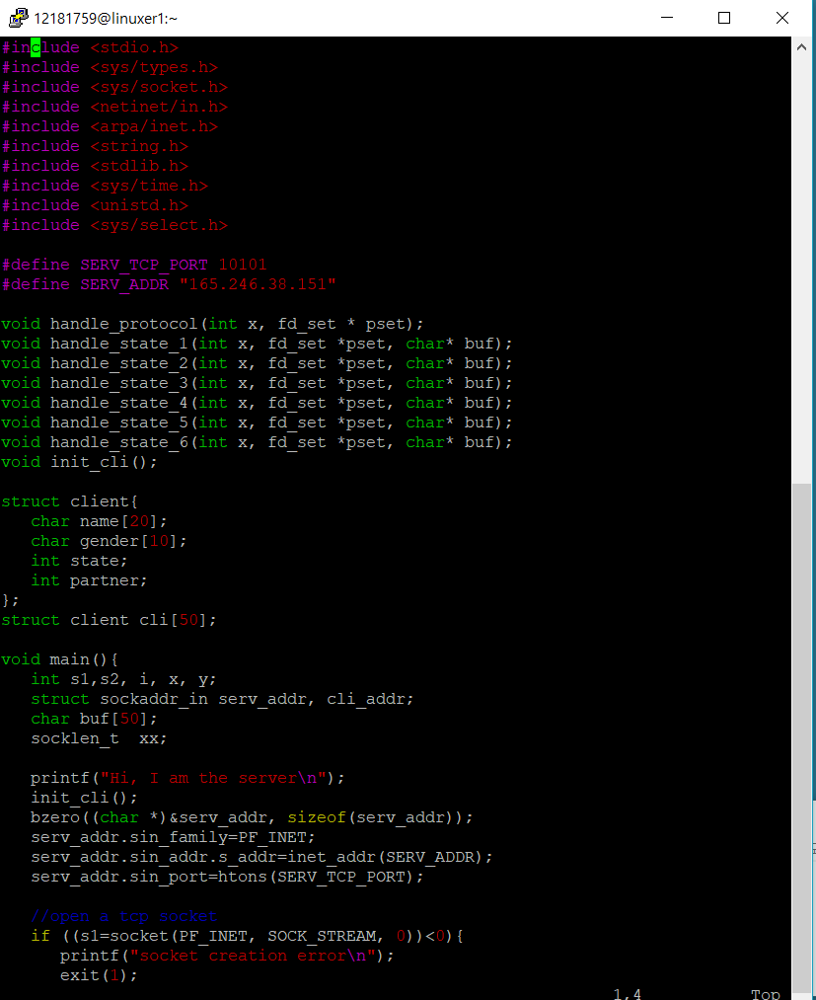 12181759@linuxer1:~
#include <stdio.h>
#include <sys/types.h>
#include <sys/socket.h>
#include <netinet/in.h>
#include <arpa/inet.h>
#include <string.h>
#include <stdlib.h>
#include <sys/time.h>
#include <unistd.h>
#include <sys/select.h>

#define SERV_TCP_PORT 10101
#define SERV_ADDR "165.246.38.151"

void handle_protocol(int x, fd_set * pset);
void handle_state_1(int x, fd_set *pset, char* buf);
void handle_state_2(int x, fd_set *pset, char* buf);
void handle_state_3(int x, fd_set *pset, char* buf);
void handle_state_4(int x, fd_set *pset, char* buf);
void handle_state_5(int x, fd_set *pset, char* buf);
void handle_state_6(int x, fd_set *pset, char* buf);
void init_cli();

struct client{
   char name[20];
   char gender[10];
   int state;
   int partner;
};
struct client cli[50];

void main(){
   int s1,s2, i, x, y;
   struct sockaddr_in serv_addr, cli_addr;
   char buf[50];
   socklen_t  xx;

   printf("Hi, I am the server\n");
   init_cli();
   bzero((char *)&serv_addr, sizeof(serv_addr));
   serv_addr.sin_family=PF_INET;
   serv_addr.sin_addr.s_addr=inet_addr(SERV_ADDR);
   serv_addr.sin_port=htons(SERV_TCP_PORT);

   //open a tcp socket
   if ((s1=socket(PF_INET, SOCK_STREAM, 0))<0){
      printf("socket creation error\n");
      exit(1);
1,4 Top